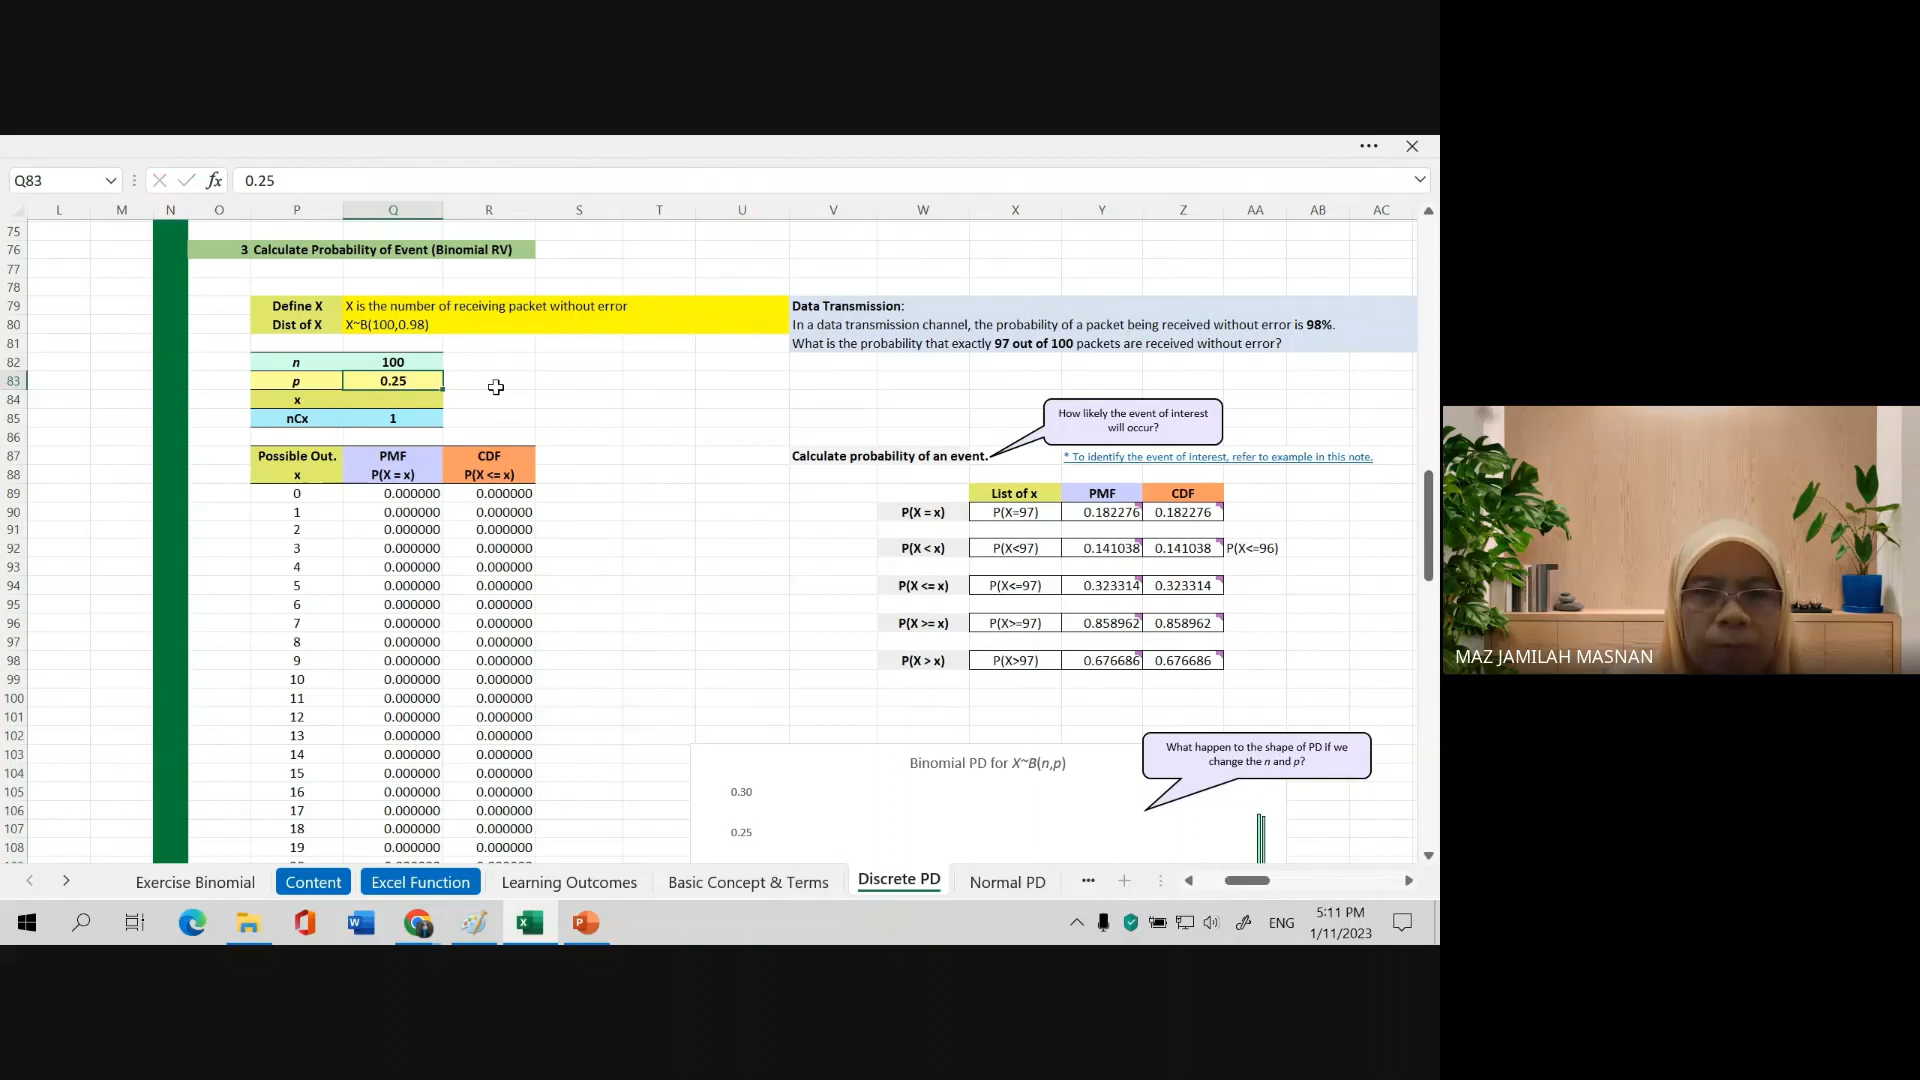 Q83
fx
0.25
L M N O P Q R S T U V W X Y Z AA AB AC
75
76 3 Calculate Probability of Event (Binomial RV)
77
78
79 Define X X is the number of receiving packet without error Data Transmission:
80 Dist of X X~B(100,0.98) In a data transmission channel, the probability of a packet being received without error is 98%.
81 What is the probability that exactly 97 out of 100 packets are received without error?
82 n 100
83 p 0.25
84 x
85 nCx 1
How likely the event of interest
will occur?
86
87 Possible Out. PMF CDF Calculate probability of an event. * To identify the event of interest, refer to example in this note.
88 x P(X = x) P(X <= x)
89 0 0.000000 0.000000 List of x PMF CDF
90 1 0.000000 0.000000 P(X = x) P(X=97) 0.182276 0.182276
91 2 0.000000 0.000000
92 3 0.000000 0.000000 P(X < x) P(X<97) 0.141038 0.141038 P(X<=96)
93 4 0.000000 0.000000
94 5 0.000000 0.000000 P(X <= x) P(X<=97) 0.323314 0.323314
95 6 0.000000 0.000000
96 7 0.000000 0.000000 P(X >= x) P(X>=97) 0.858962 0.858962
97 8 0.000000 0.000000
98 9 0.000000 0.000000 P(X > x) P(X>97) 0.676686 0.676686
99 10 0.000000 0.000000
100 11 0.000000 0.000000
101 12 0.000000 0.000000
102 13 0.000000 0.000000
103 14 0.000000 0.000000
104 15 0.000000 0.000000
105 16 0.000000 0.000000
106 17 0.000000 0.000000
107 18 0.000000 0.000000
108 19 0.000000 0.000000
What happen to the shape of PD if we
change the n and p?
Binomial PD for X~B(n,p)
0.30
0.25
Exercise Binomial Content Excel Function Learning Outcomes Basic Concept & Terms Discrete PD Normal PD
ENG
5:11 PM
1/11/2023
MAZ JAMILAH MASNAN